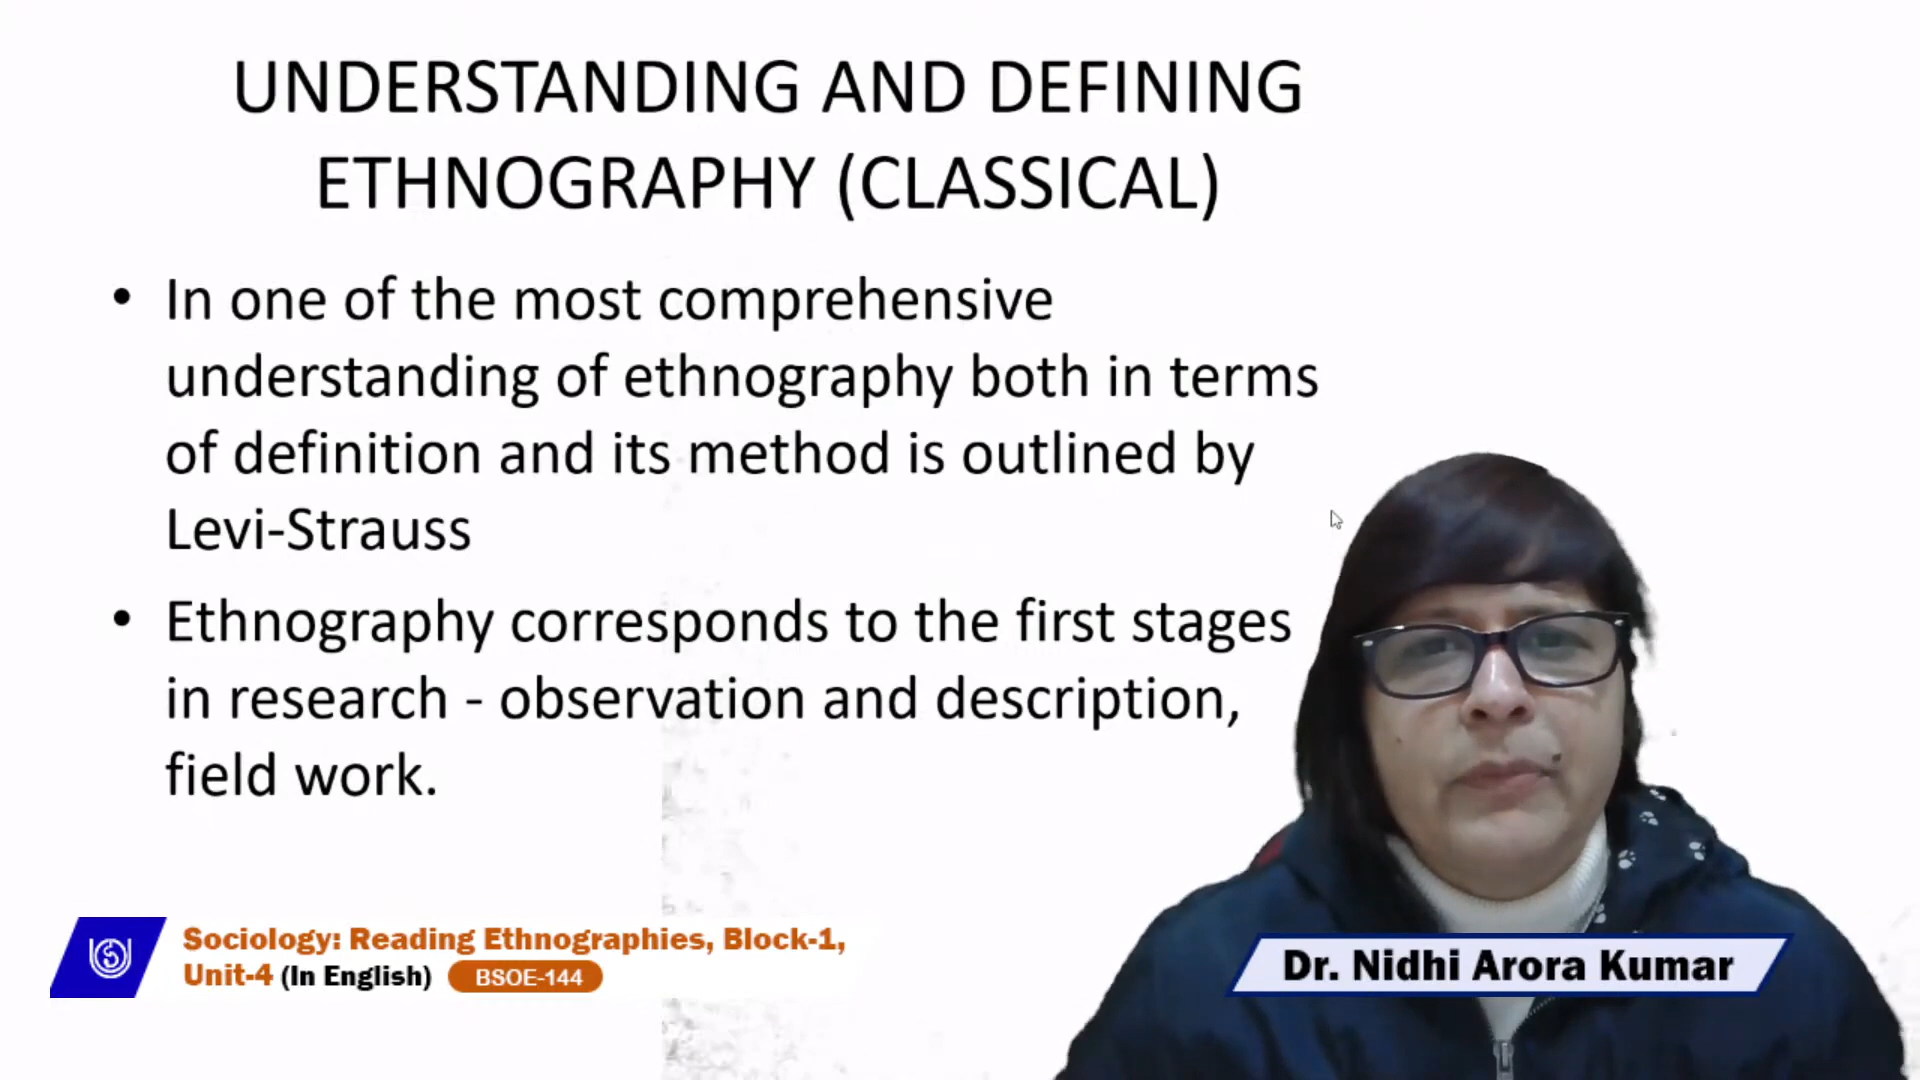 UNDERSTANDING AND DEFINING
ETHNOGRAPHY (CLASSICAL)
• In one of the most comprehensive
understanding of ethnography both in terms
of definition and its method is outlined by
Levi-Strauss
• Ethnography corresponds to the first stages
in research - observation and description,
field work.
Sociology: Reading Ethnographies, Block-1,
Unit-4 (In English) BSOE-144
Dr. Nidhi Arora Kumar